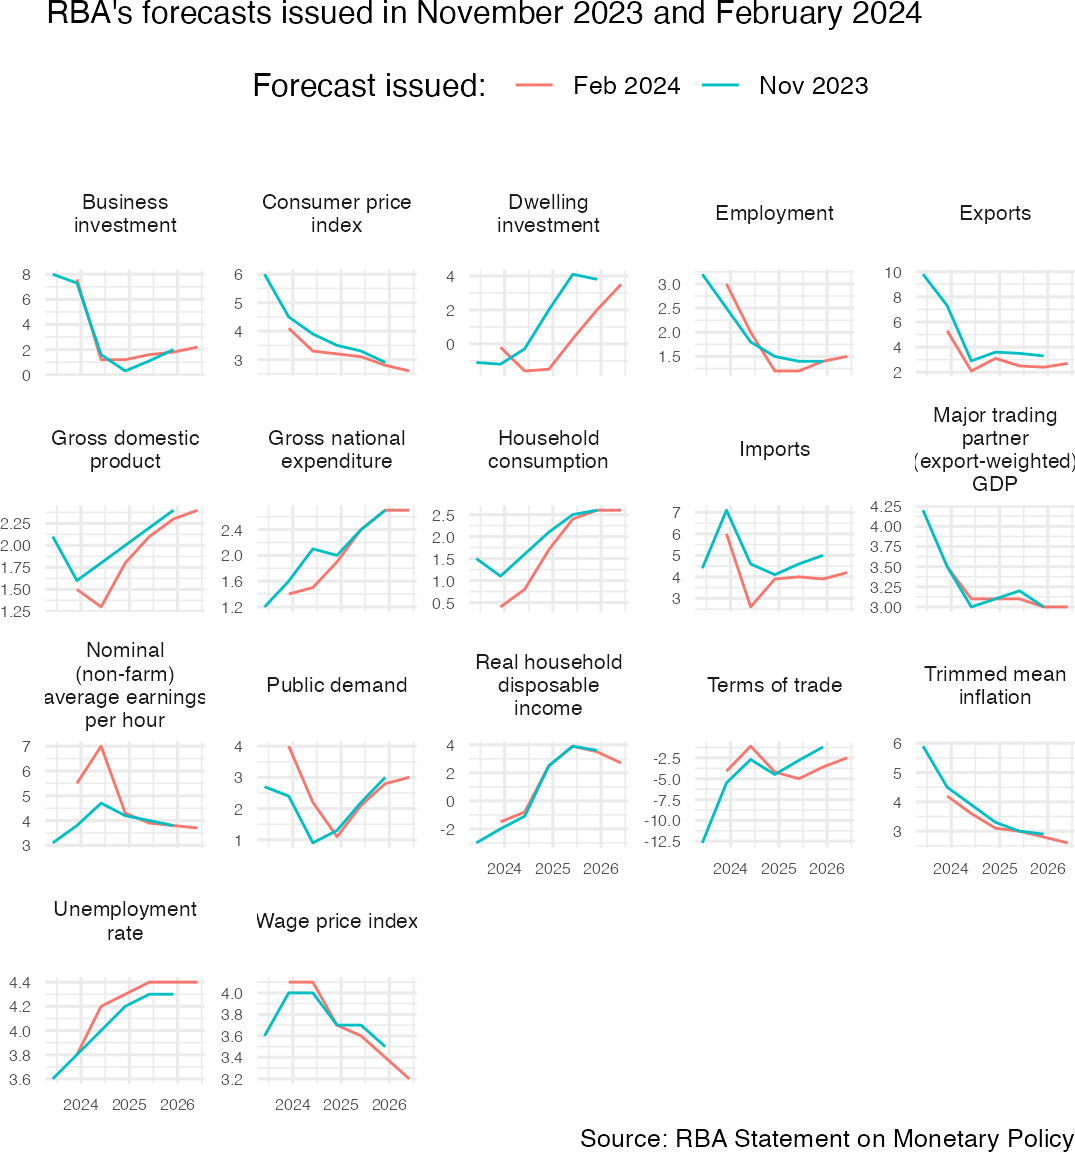 RBA's forecasts issued in November 2023 and February 2024
Forecast issued: Feb 2024 Nov 2023
Business
investment
Consumer price
index
Dwelling
investment
Employment
Exports
8
6
4
2
0
6
5
4
3
4
2
0
3.0
2.5
2.0
1.5
10
8
6
4
2
Gross domestic
product
Gross national
expenditure
Household
consumption
Imports
Major trading
partner
(export-weighted)
GDP
2.25
2.00
1.75
1.50
1.25
2.4
2.0
1.6
1.2
2.5
2.0
1.5
1.0
0.5
7
6
5
4
3
4.25
4.00
3.75
3.50
3.25
3.00
Nominal
(non-farm)
average earnings
per hour
Public demand
Real household
disposable
income
Terms of trade
Trimmed mean
inflation
7
6
5
4
3
4
3
2
1
4
2
0
-2
-2.5
-5.0
-7.5
-10.0
-12.5
6
5
4
3
2024 2025 2026
2024 2025 2026
2024 2025 2026
Unemployment
rate
Wage price index
4.4
4.2
4.0
3.8
3.6
4.0
3.8
3.6
3.4
3.2
2024 2025 2026
2024 2025 2026
Source: RBA Statement on Monetary Policy